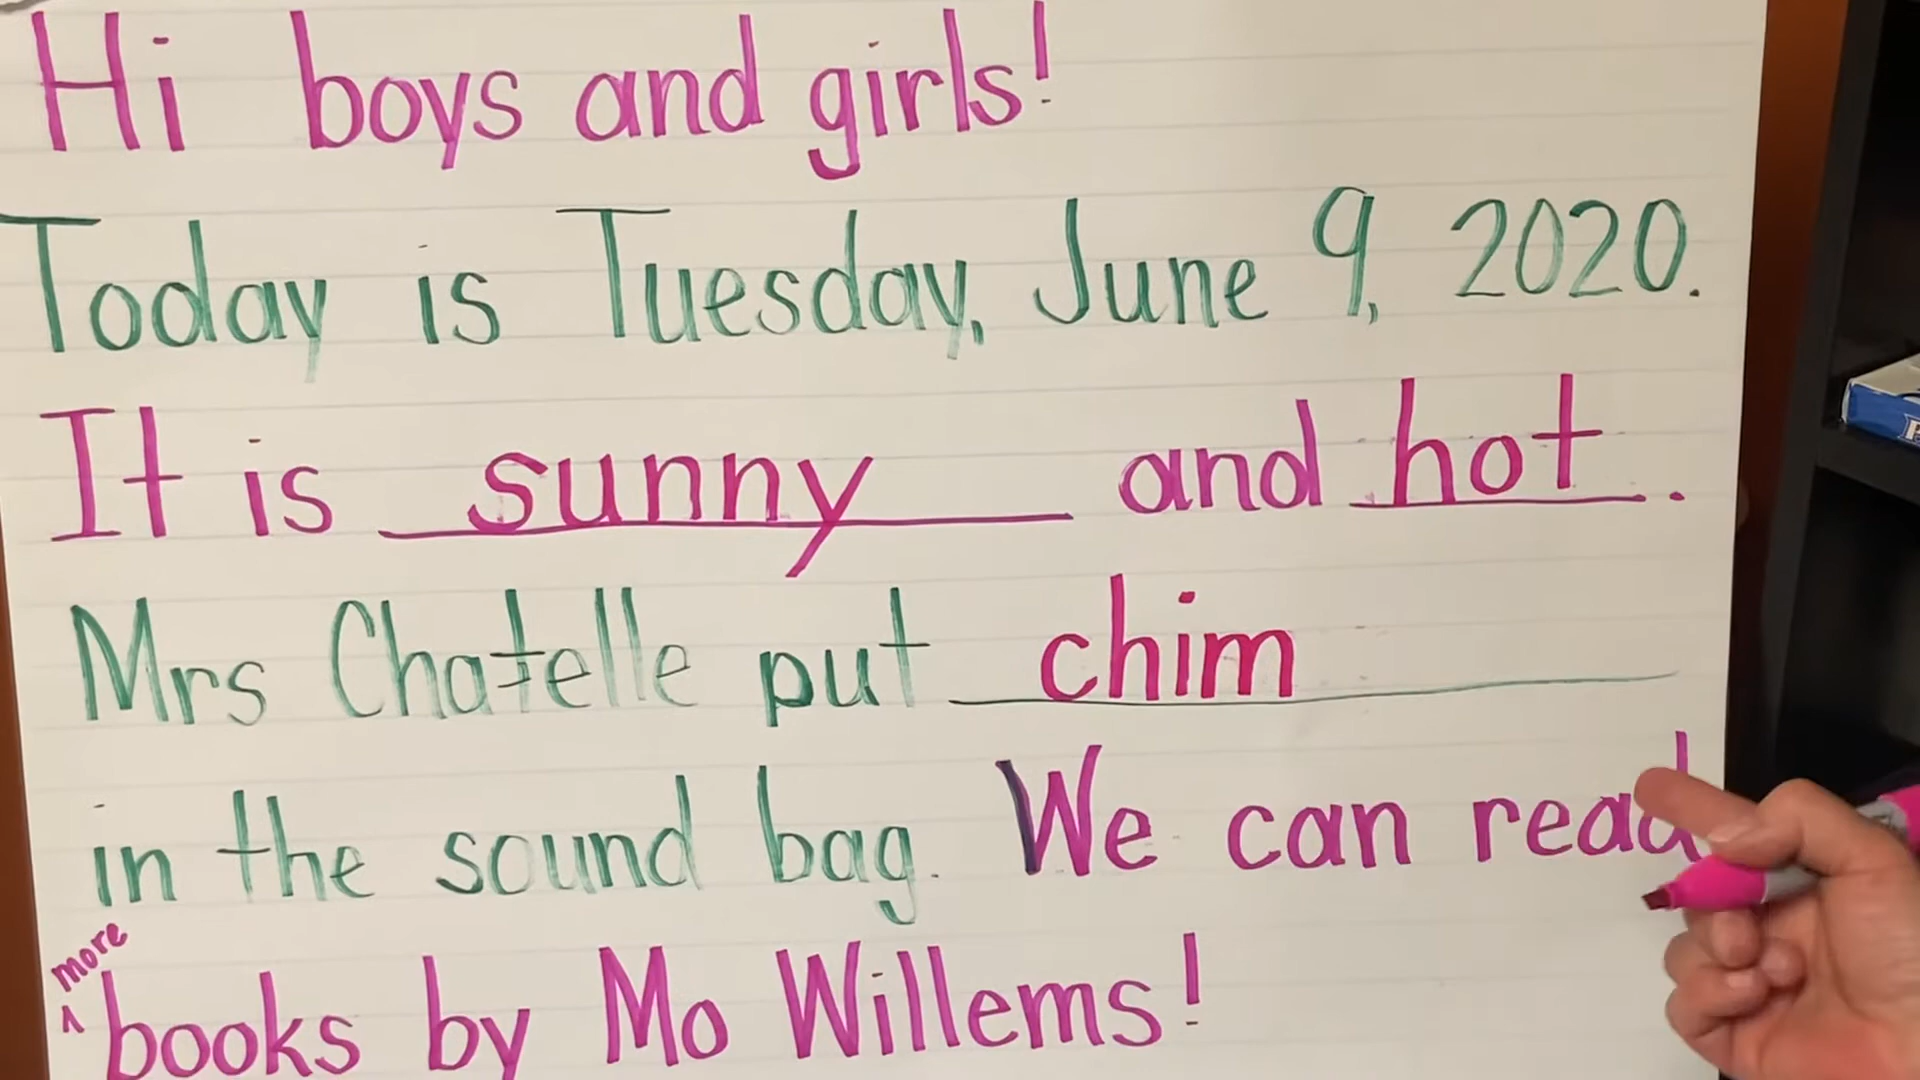 Hi boys and girls!
Today is Tuesday, June 9, 2020.
It is sunny and hot.
Mrs Chatelle put chim
in the sound bag. We can read
more
books by Mo Willems!